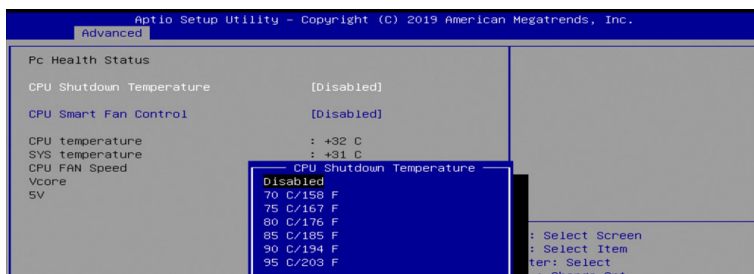 Aptio Setup Utility – Copyright (C) 2019 American Megatrends, Inc.
Advanced
Pc Health Status
CPU Shutdown Temperature [Disabled]
CPU Smart Fan Control [Disabled]
CPU temperature : +32 C
SYS temperature : +31 C
CPU FAN Speed
Vcore
5V
CPU Shutdown Temperature
Disabled
70 C/158 F
75 C/167 F
80 C/176 F
85 C/185 F
90 C/194 F
95 C/203 F
: Select Screen
: Select Item
ter: Select